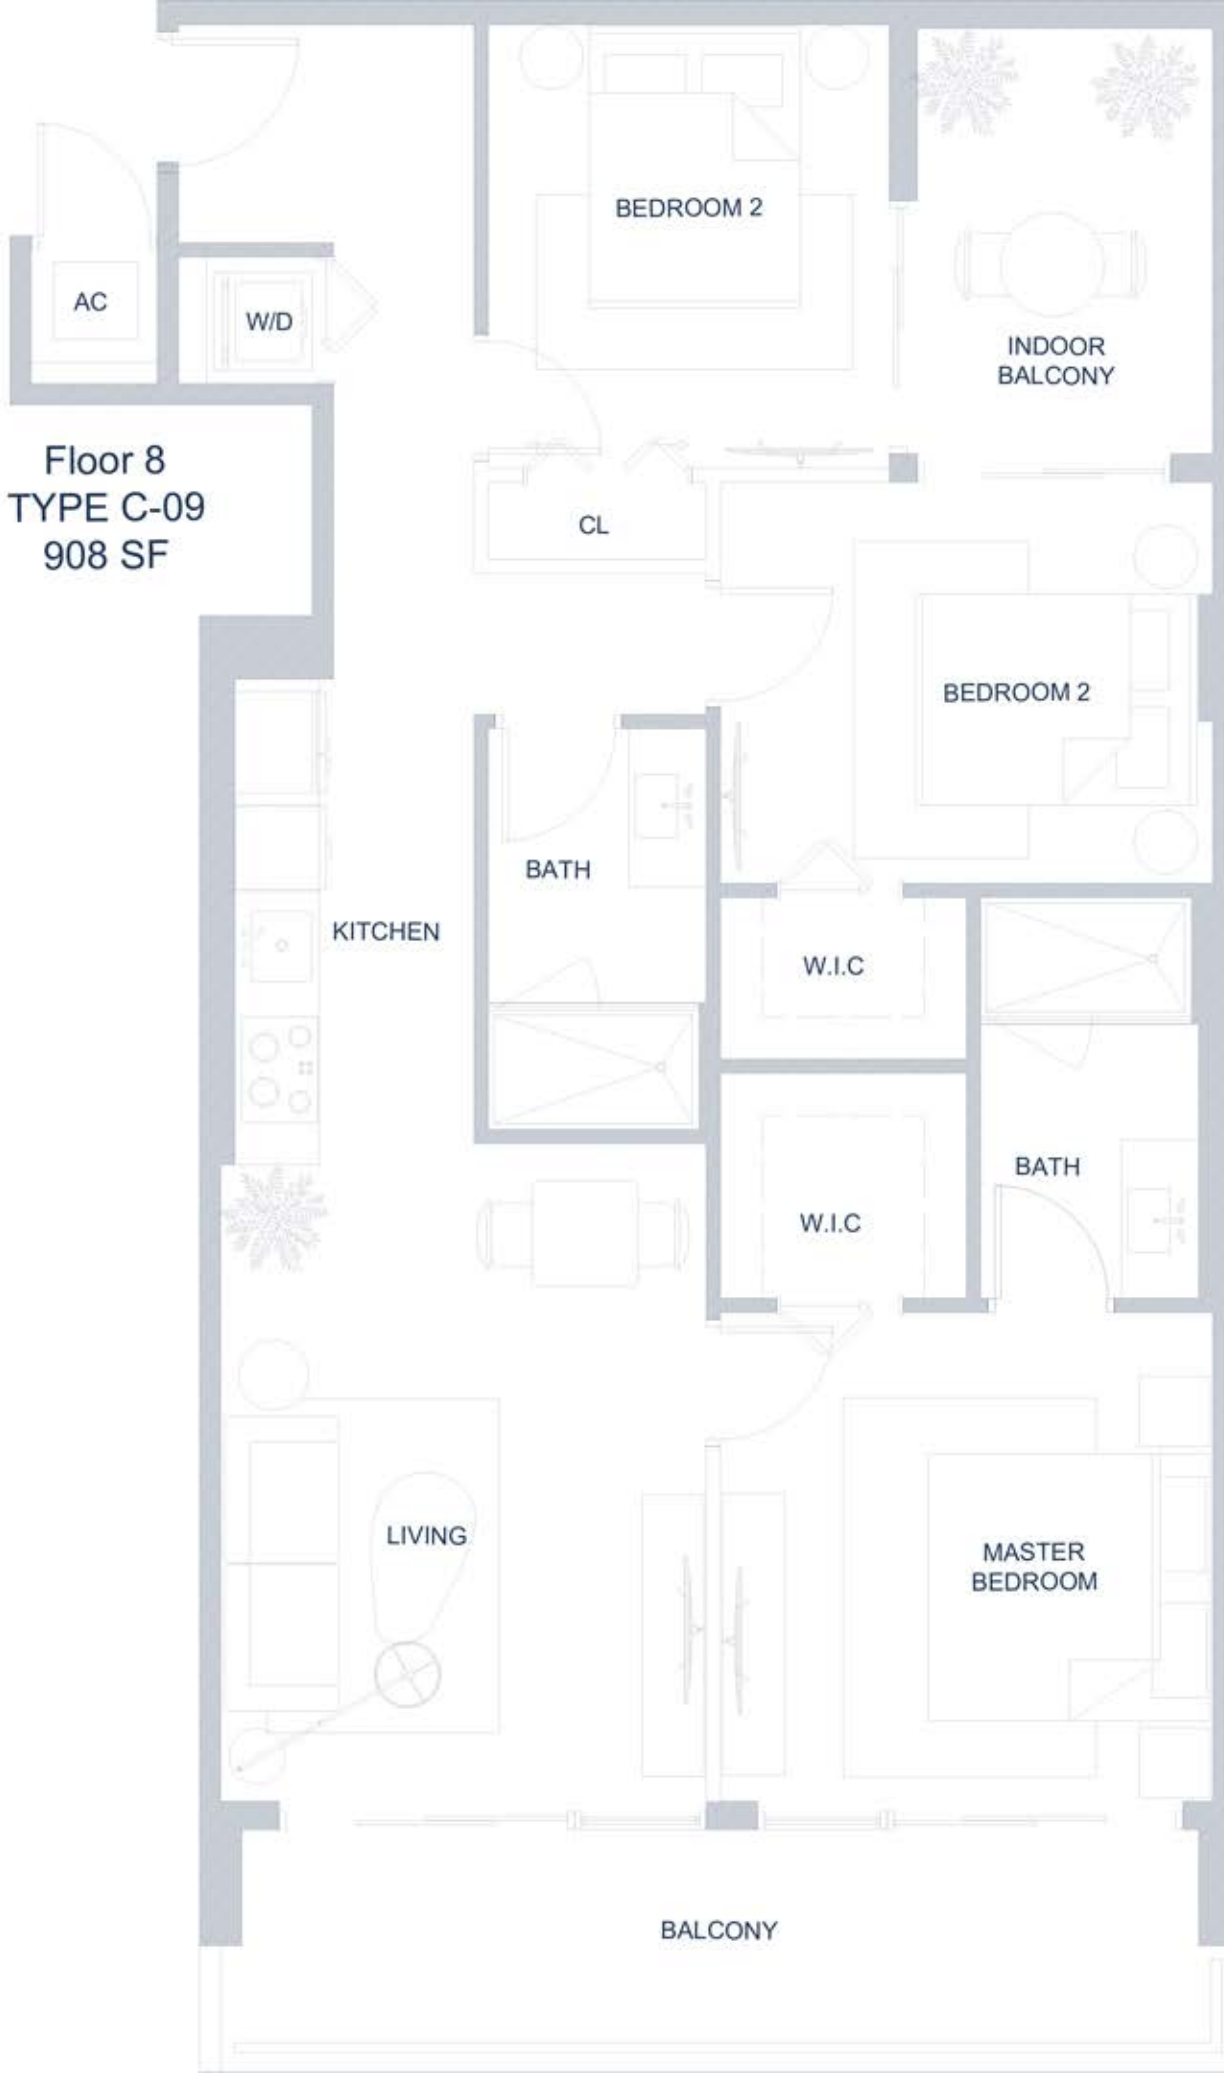 BEDROOM 2
AC
W/D
INDOOR
BALCONY
Floor 8
TYPE C-09
908 SF
CL
BEDROOM 2
BATH
KITCHEN
W.I.C
BATH
W.I.C
LIVING
MASTER
BEDROOM
BALCONY